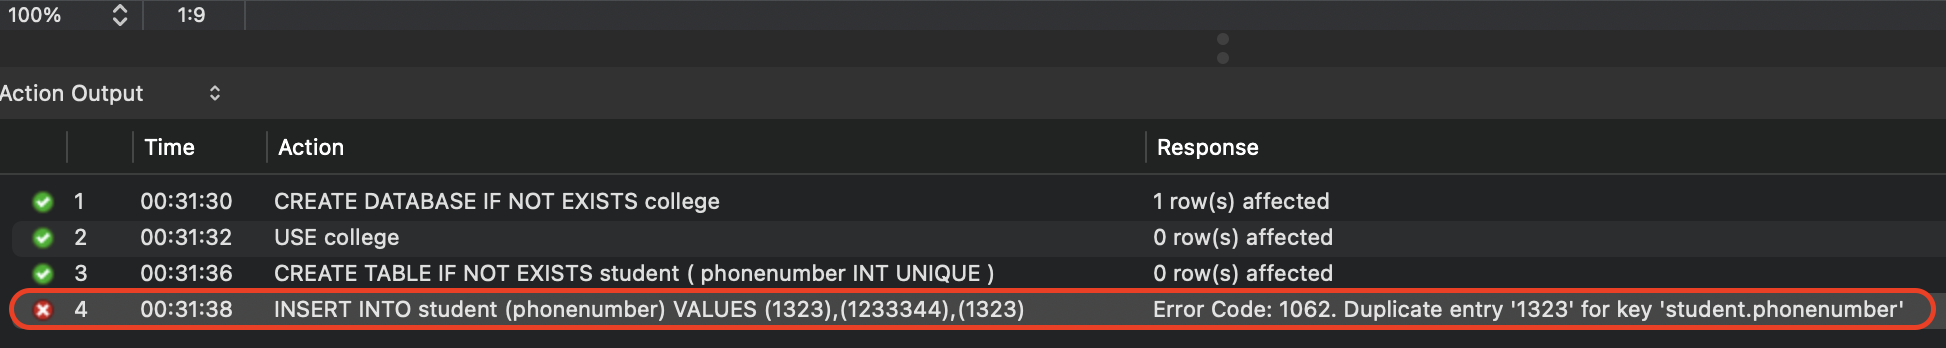 100% 1:9
Action Output
Time Action Response
1 00:31:30 CREATE DATABASE IF NOT EXISTS college 1 row(s) affected
2 00:31:32 USE college 0 row(s) affected
3 00:31:36 CREATE TABLE IF NOT EXISTS student ( phonenumber INT UNIQUE ) 0 row(s) affected
4 00:31:38 INSERT INTO student (phonenumber) VALUES (1323),(1233344),(1323) Error Code: 1062. Duplicate entry '1323' for key 'student.phonenumber'